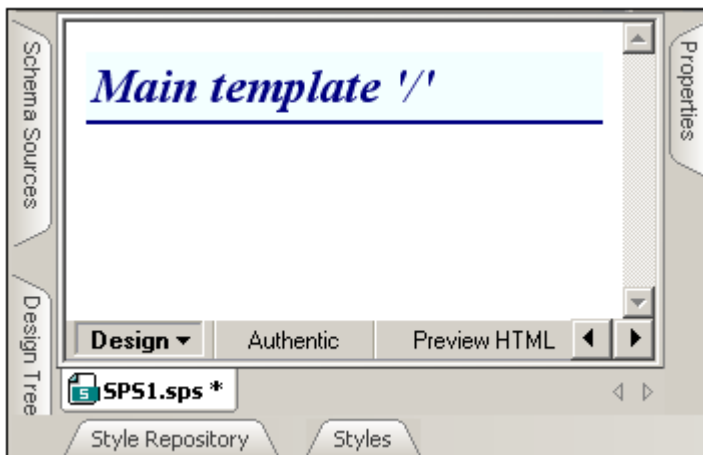 Schema Sources
Design Tree
Main template '/'
Properties
Design Authentic Preview HTML
SPS1.sps *
Style Repository Styles